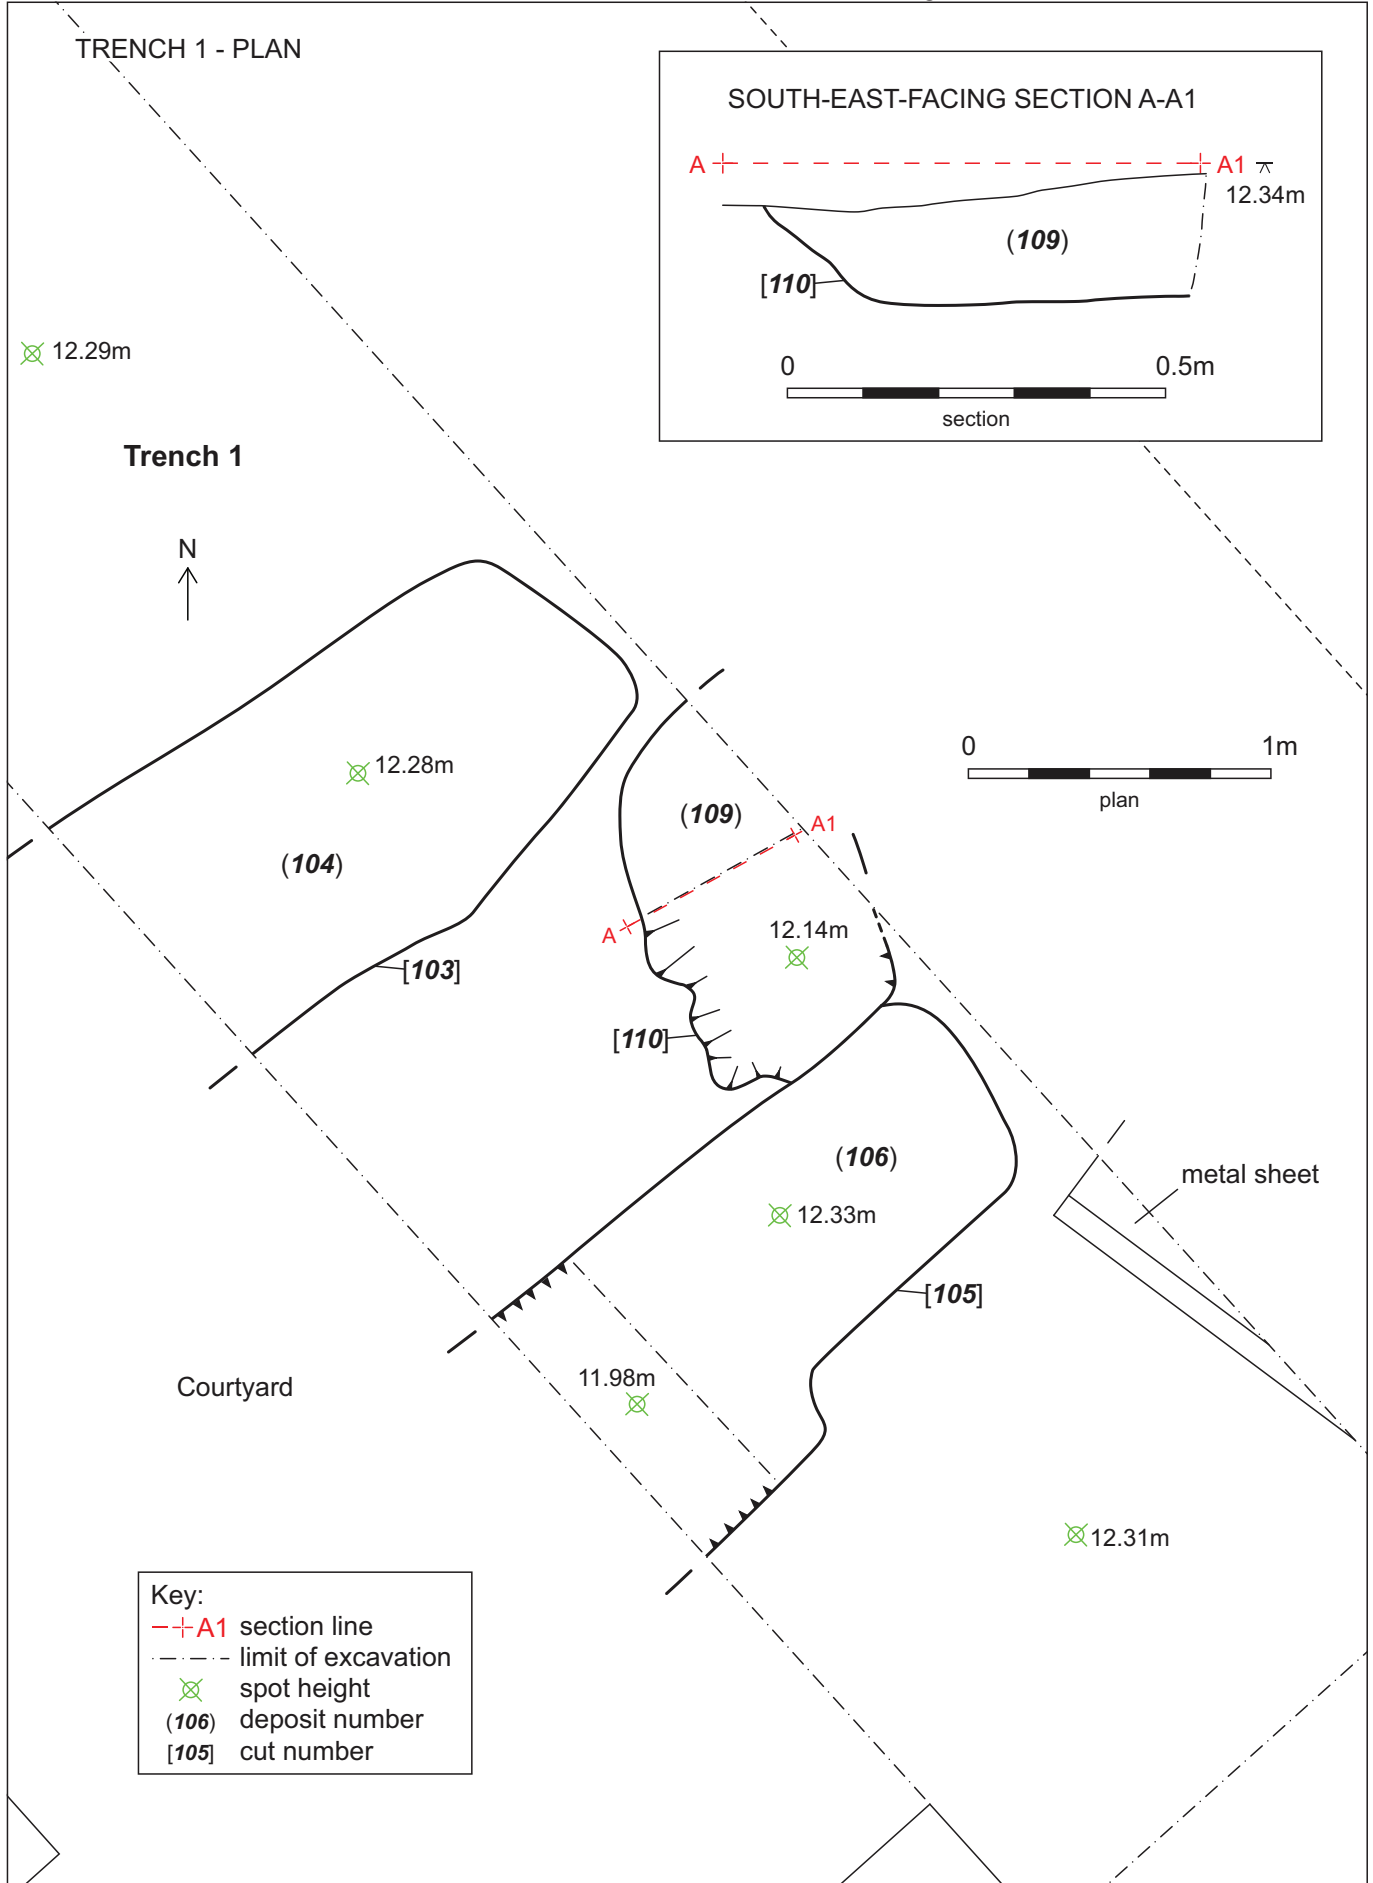 TRENCH 1 - PLAN
SOUTH-EAST-FACING SECTION A-A1
A
A1
12.34m
(109)
[110]
0
0.5m
section
12.29m
Trench 1
N
0
1m
plan
12.28m
(109)
A1
(104)
12.14m
A
[103]
[110]
(106)
metal sheet
12.33m
[105]
11.98m
Courtyard
12.31m
Key:
A1 section line
limit of excavation
spot height
(106) deposit number
[105] cut number